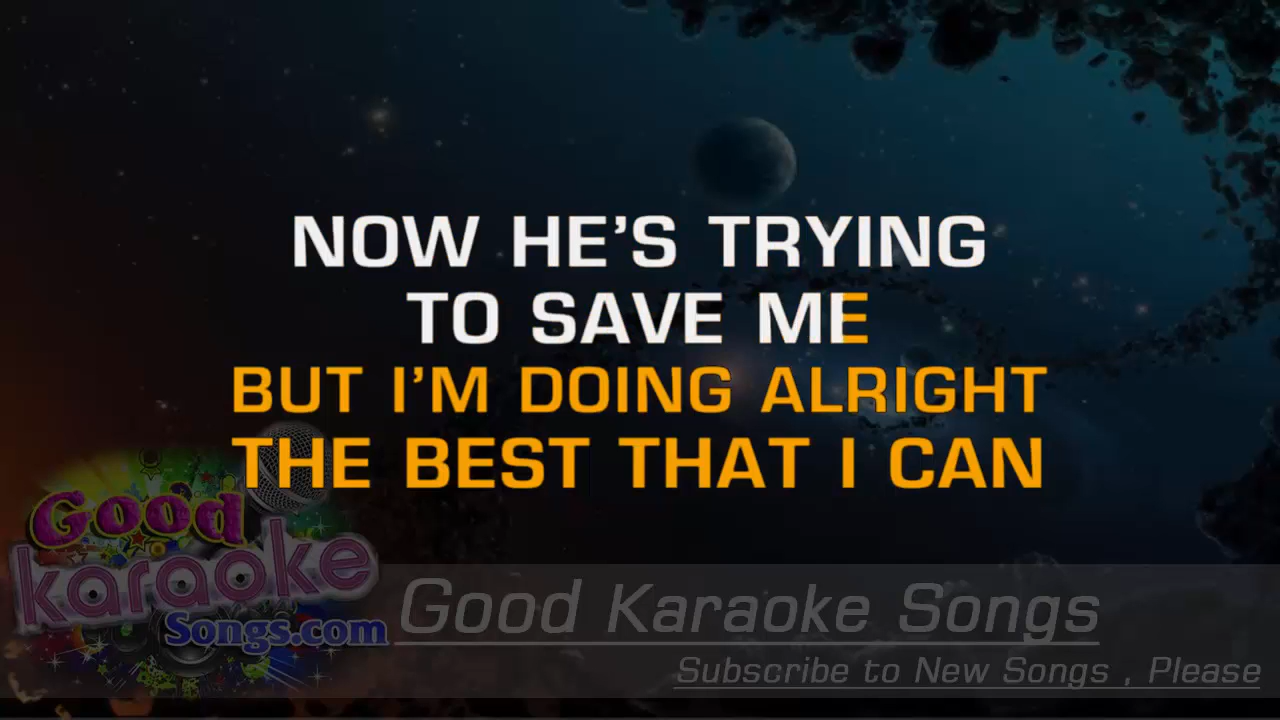 NOW HE'S TRYING
TO SAVE ME
BUT I'M DOING ALRIGHT
THE BEST THAT I CAN
Good
karaoke
Songs.com
Good Karaoke Songs
Subscribe to New Songs , Please